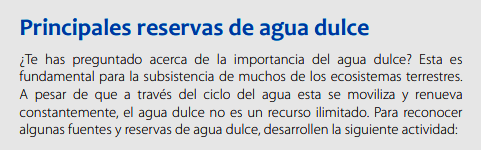 Principales reservas de agua dulce
¿Te has preguntado acerca de la importancia del agua dulce? Esta es
fundamental para la subsistencia de muchos de los ecosistemas terrestres.
A pesar de que a través del ciclo del agua esta se moviliza y renueva
constantemente, el agua dulce no es un recurso ilimitado. Para reconocer
algunas fuentes y reservas de agua dulce, desarrollen la siguiente actividad: